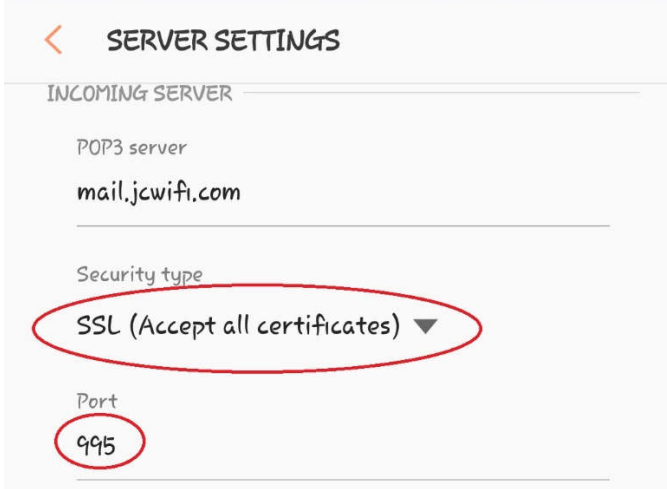 SERVER SETTINGS
INCOMING SERVER
POP3 server
mail.jcwifi.com
Security type
SSL (Accept all certificates)
Port
995